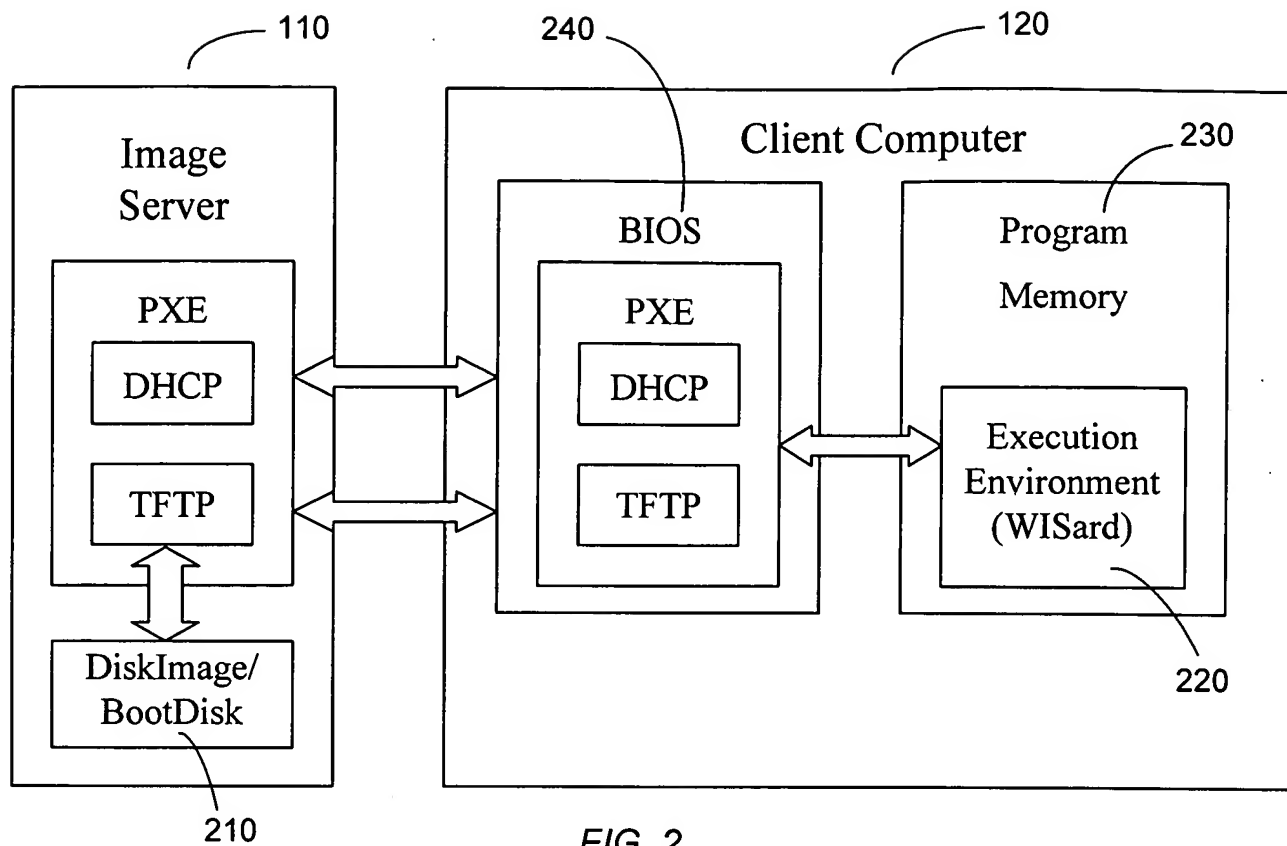 110
240
120
Image
Server
Client Computer
230
BIOS
Program
Memory
PXE
DHCP
TFTP
PXE
DHCP
TFTP
Execution
Environment
(WISard)
DiskImage/
BootDisk
220
210
FIG. 2